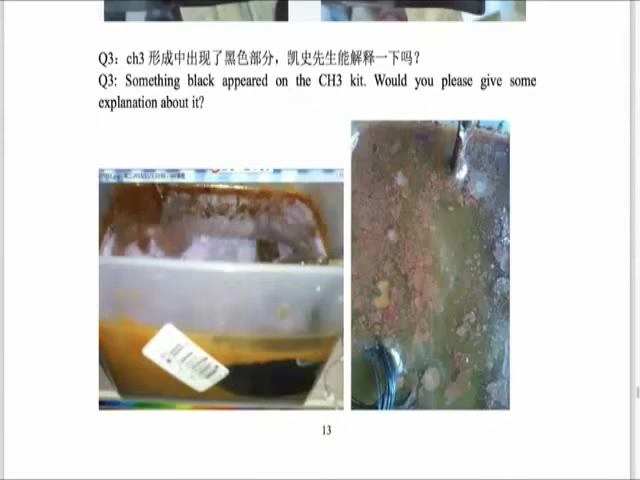 Q3：ch3 形成中出现了黑色部分，凯史先生能解释一下吗？
Q3: Something black appeared on the CH3 kit. Would you please give some
explanation about it?
13